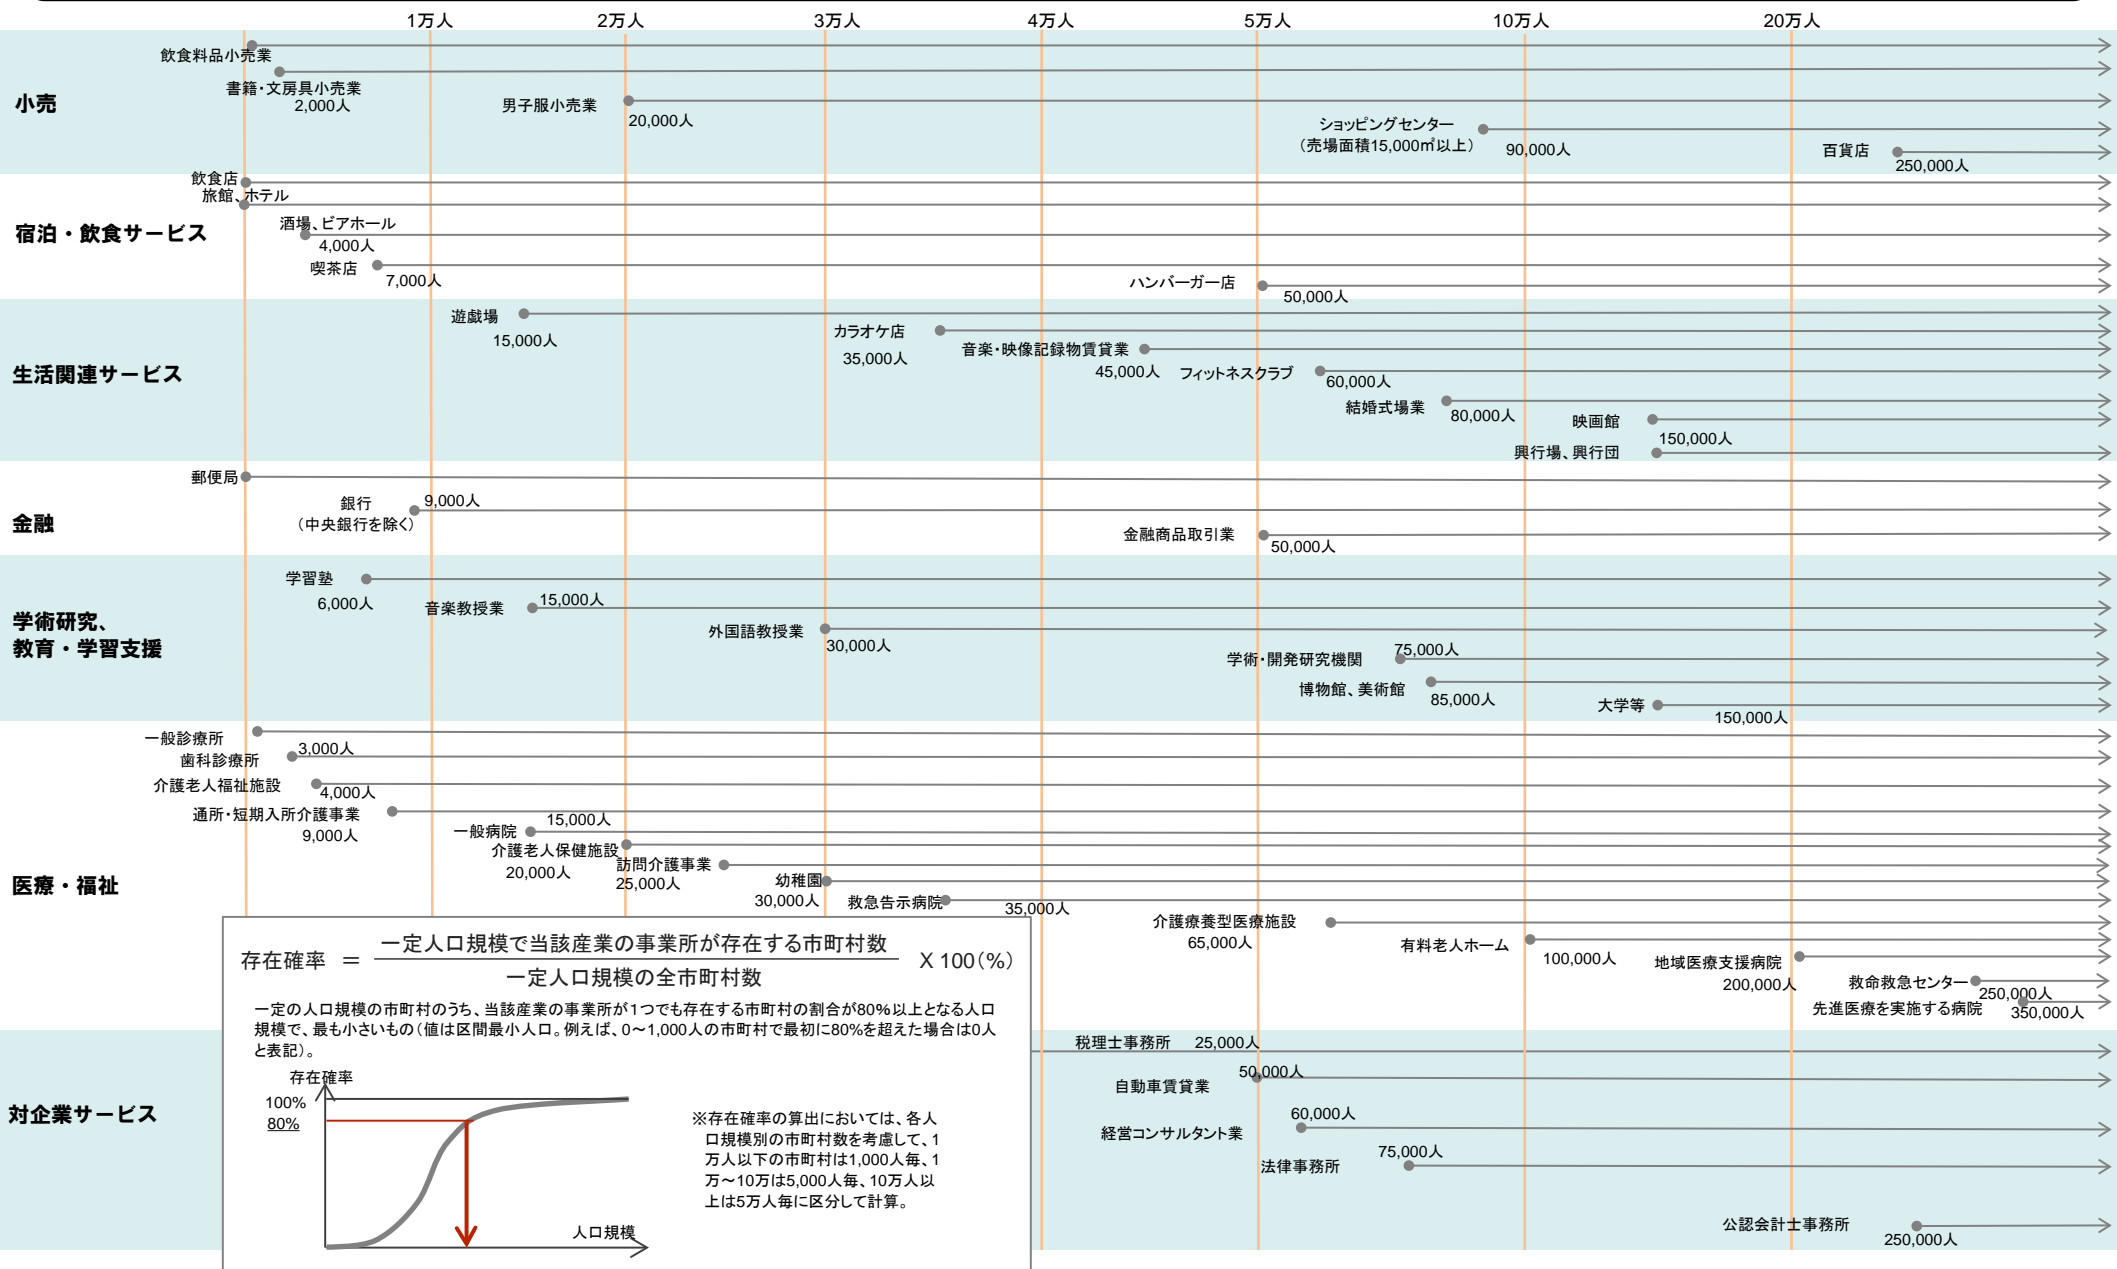 1万人 2万人 3万人 4万人 5万人 10万人 20万人
小売
飲食料品小売業
書籍・文房具小売業
2,000人
男子服小売業
20,000人
ショッピングセンター
（売場面積15,000㎡以上）
90,000人
百貨店
250,000人
宿泊・飲食サービス
飲食店
旅館、ホテル
酒場、ビアホール
4,000人
喫茶店
7,000人
ハンバーガー店
50,000人
生活関連サービス
遊戯場
15,000人
カラオケ店
35,000人
音楽・映像記録物賃貸業
45,000人
フィットネスクラブ
60,000人
結婚式場業
80,000人
映画館
150,000人
興行場、興行団
金融
郵便局
銀行
（中央銀行を除く）
9,000人
金融商品取引業
50,000人
学術研究、
教育・学習支援
学習塾
6,000人
音楽教授業
15,000人
外国語教授業
30,000人
学術・開発研究機関
75,000人
博物館、美術館
85,000人
大学等
150,000人
医療・福祉
一般診療所
歯科診療所
3,000人
介護老人福祉施設
4,000人
通所・短期入所介護事業
9,000人
一般病院
15,000人
介護老人保健施設
20,000人
訪問介護事業
25,000人
幼稚園
30,000人
救急告示病院
35,000人
介護療養型医療施設
65,000人
有料老人ホーム
100,000人
地域医療支援病院
200,000人
救命救急センター
250,000人
先進医療を実施する病院
350,000人
対企業サービス
税理士事務所
25,000人
自動車賃貸業
50,000人
経営コンサルタント業
60,000人
法律事務所
75,000人
公認会計士事務所
250,000人
存在確率 ＝ 一定人口規模で当該産業の事業所が存在する市町村数
一定人口規模の全市町村数
X 100(%)
一定の人口規模の市町村のうち、当該産業の事業所が1つでも存在する市町村の割合が80%以上となる人口
規模で、最も小さいもの（値は区間最小人口。例えば、0～1,000人の市町村で最初に80%を超えた場合は0人
と表記）。
存在確率
100%
80%
人口規模
※存在確率の算出においては、各人
口規模別の市町村数を考慮して、1
万人以下の市町村は1,000人毎、1
万～10万は5,000人毎、10万人以
上は5万人毎に区分して計算。